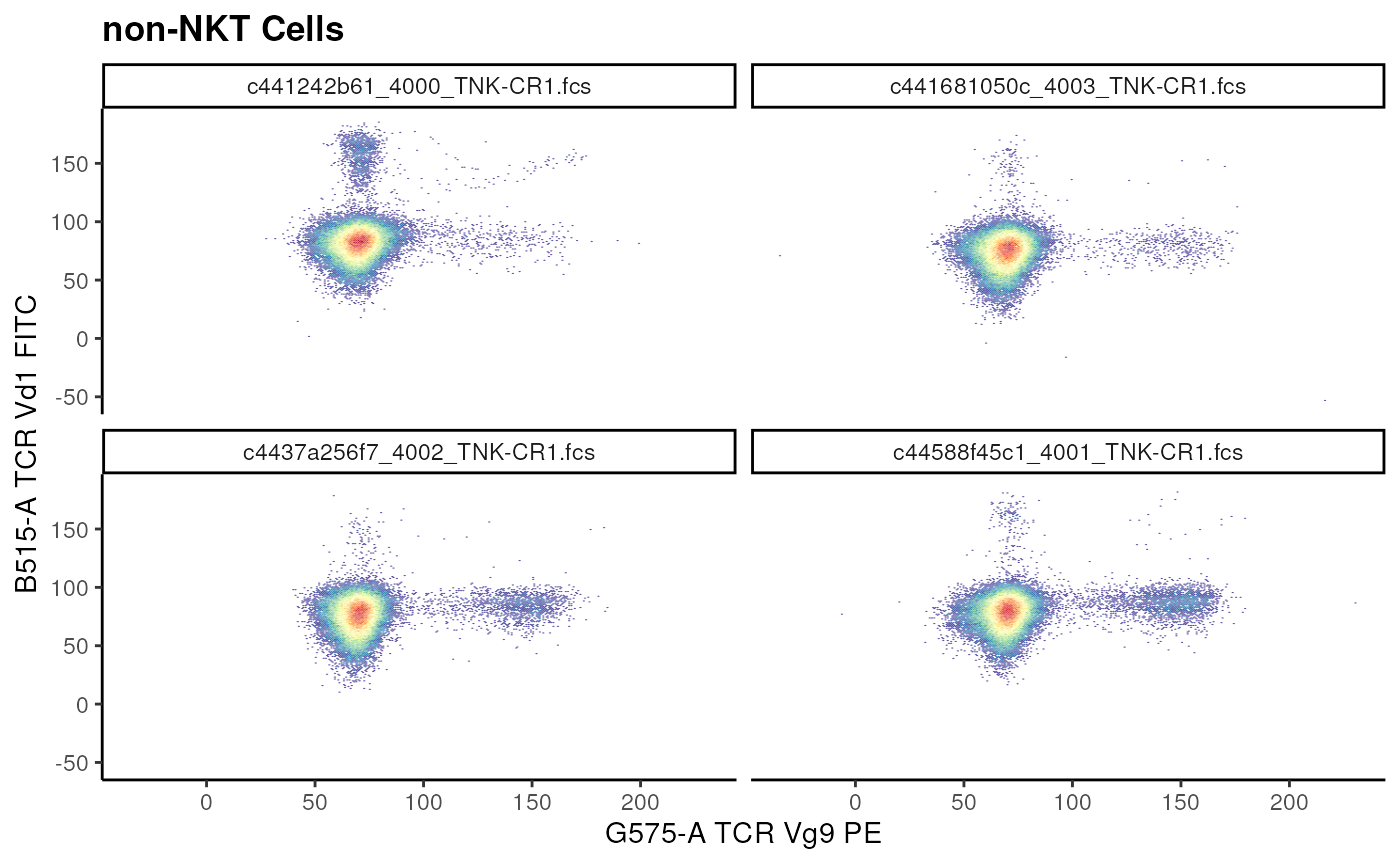 non-NKT Cells
c441242b61_4000_TNK-CR1.fcs
c441681050c_4003_TNK-CR1.fcs
150
100
50
0
-50
B515-A TCR Vd1 FITC
c4437a256f7_4002_TNK-CR1.fcs
c44588f45c1_4001_TNK-CR1.fcs
150
100
50
0
-50
0 50 100 150 200
0 50 100 150 200
G575-A TCR Vg9 PE